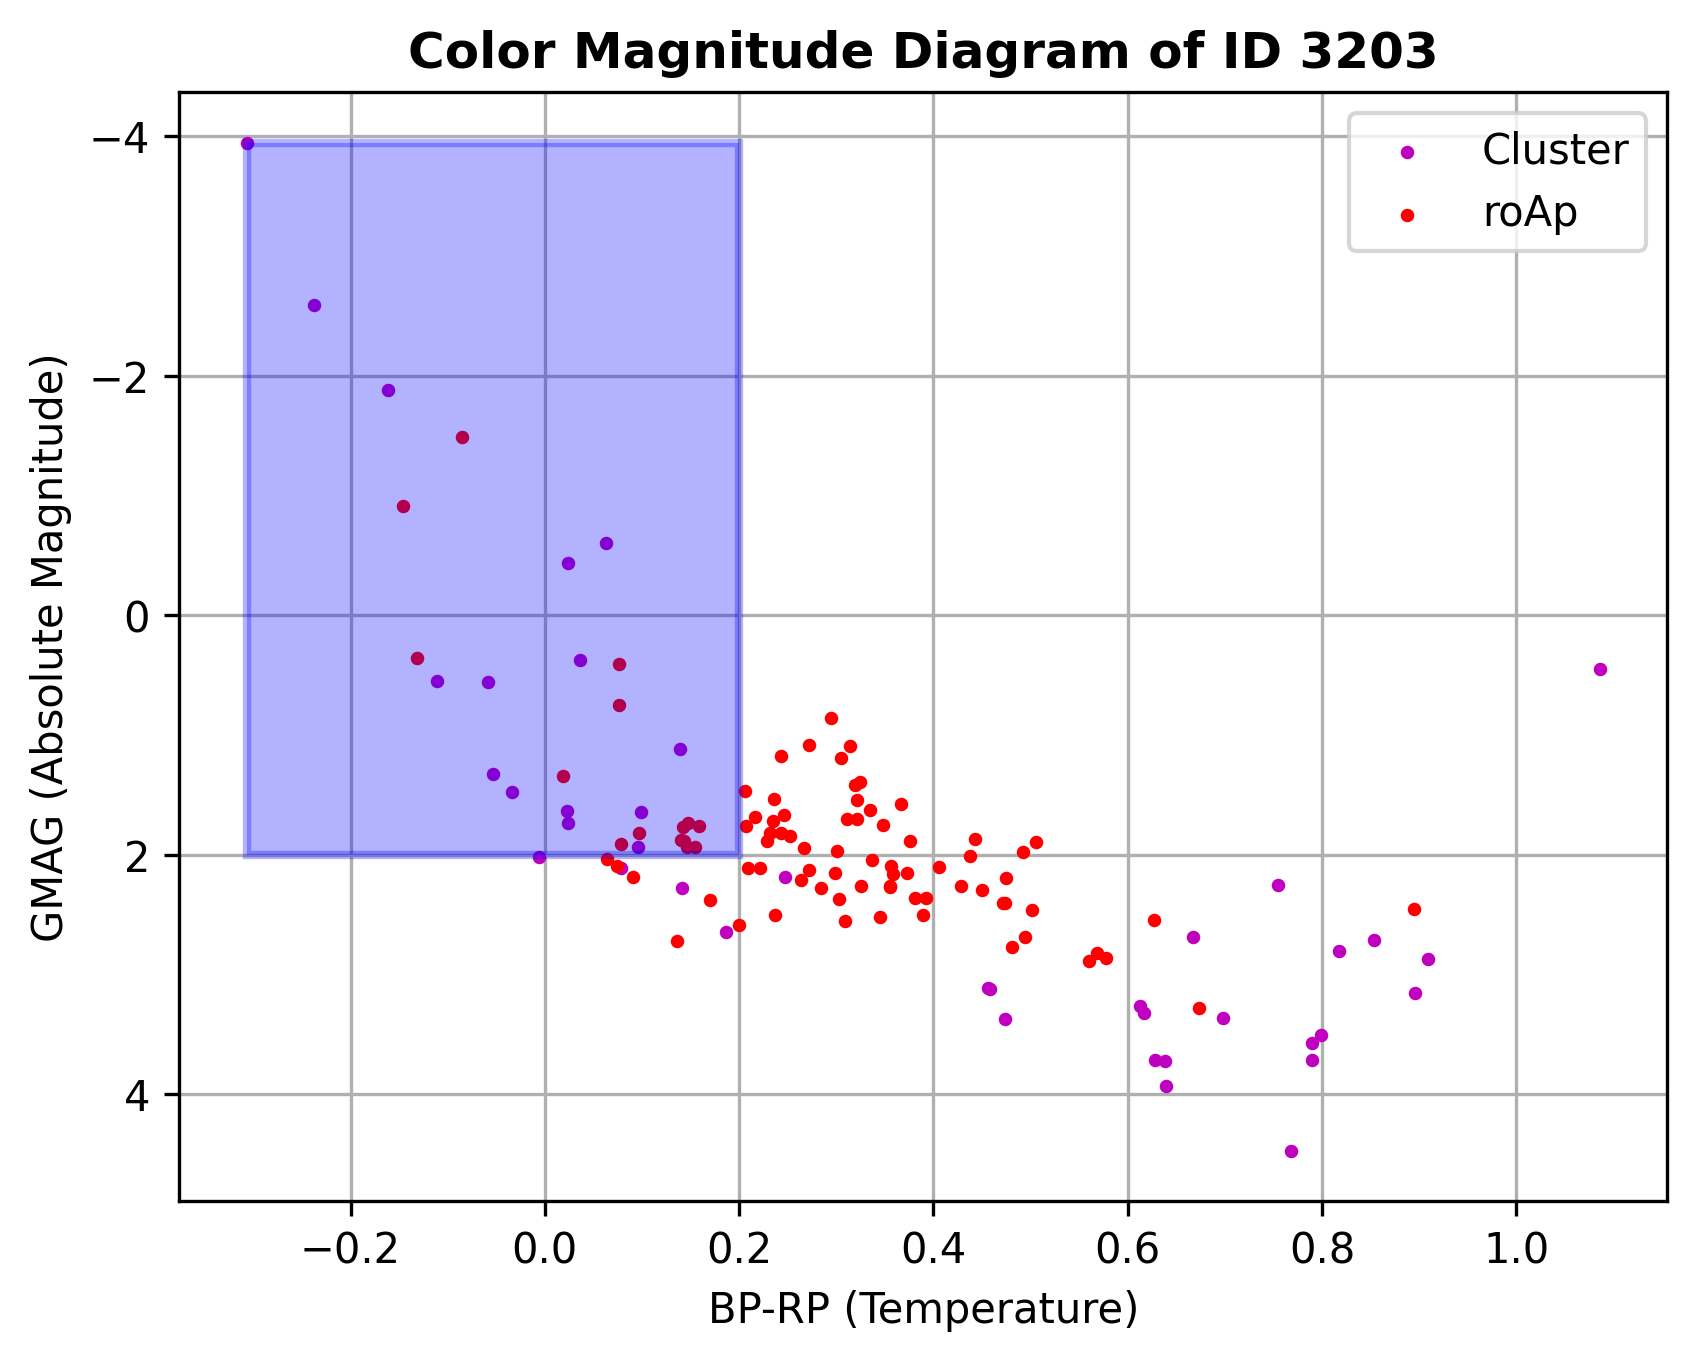 Color Magnitude Diagram of ID 3203
Cluster
roAp
GMAG (Absolute Magnitude)
−4
−2
0
2
4
−0.2 0.0 0.2 0.4 0.6 0.8 1.0
BP-RP (Temperature)